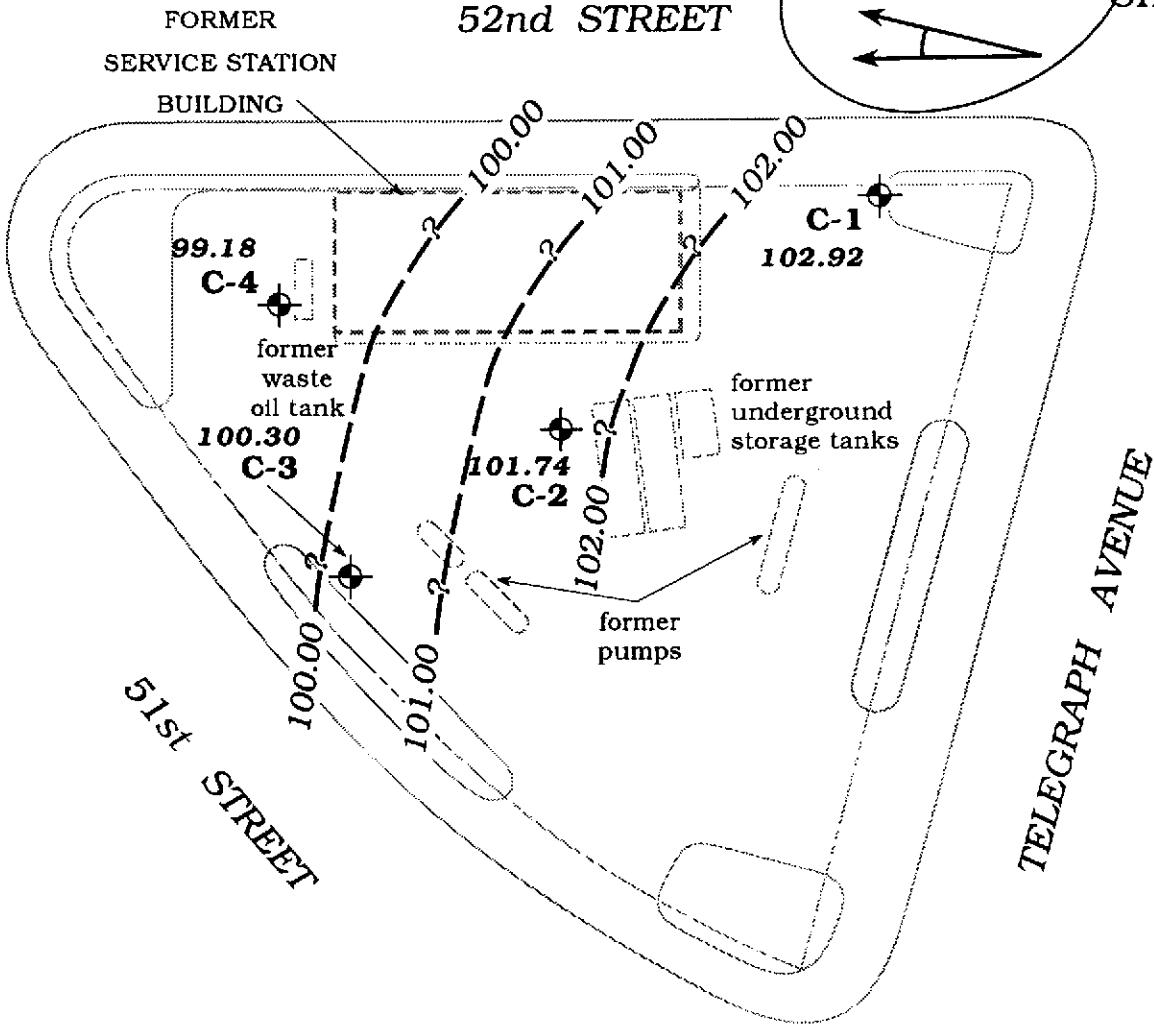 FORMER
SERVICE STATION
BUILDING
52nd STREET
100.00
101.00
102.00
C-1
102.92
99.18
C-4
?
?
?
former
waste
oil tank
former
underground
storage tanks
100.30
C-3
101.74
C-2
?
?
?
102.00
100.00
101.00
former
pumps
51st STREET
TELEGRAPH AVENUE